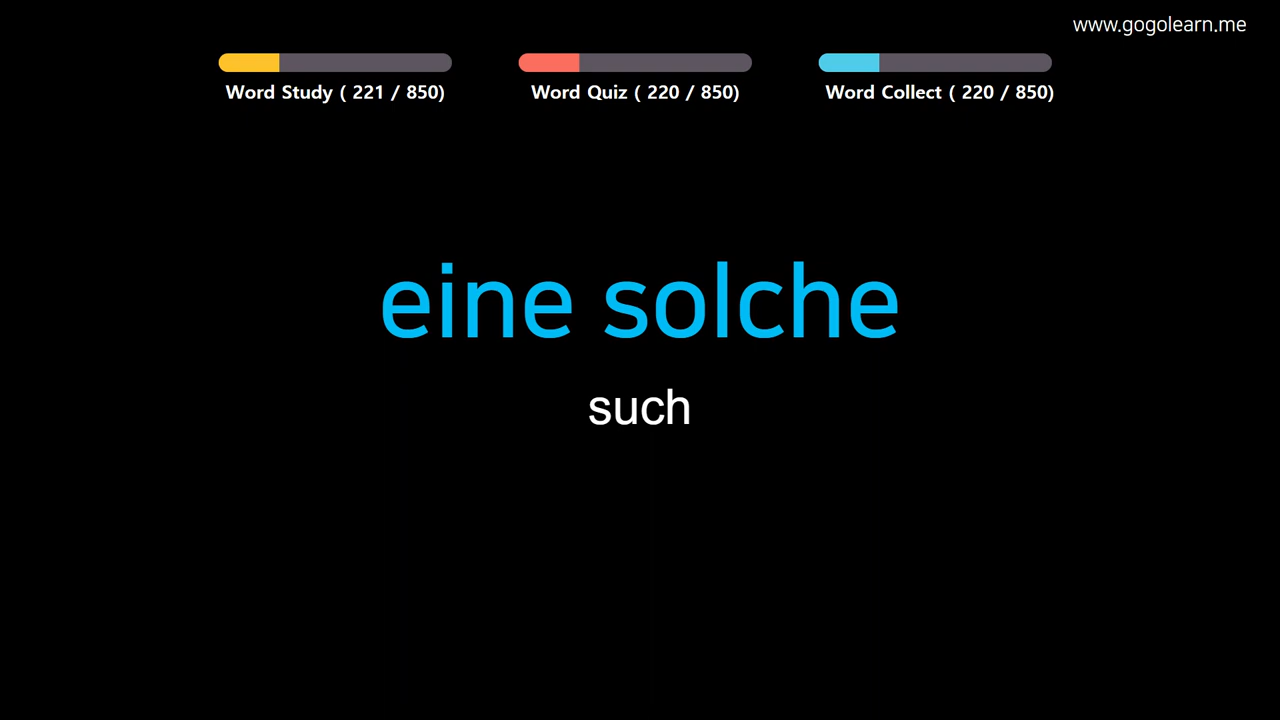 www.gogolearn.me
Word Study ( 221 / 850)
Word Quiz ( 220 / 850)
Word Collect ( 220 / 850)
eine solche
such